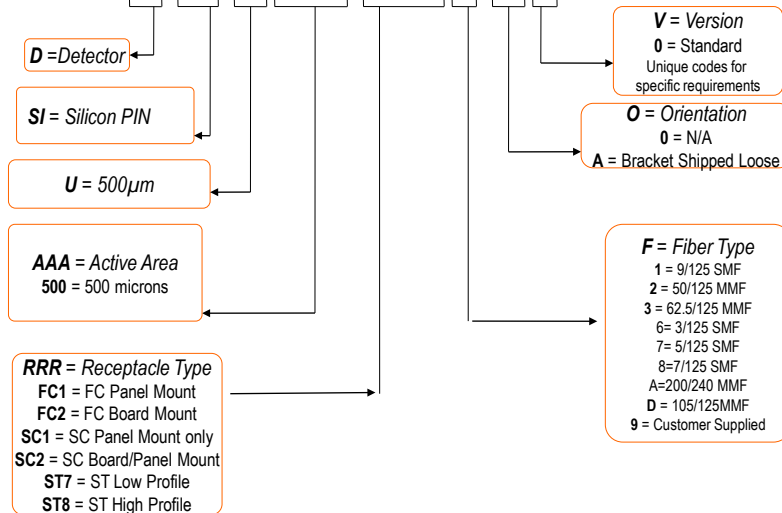 D =Detector
SI = Silicon PIN
U = 500µm
AAA = Active Area
500 = 500 microns
RRR = Receptacle Type
FC1 = FC Panel Mount
FC2 = FC Board Mount
SC1 = SC Panel Mount only
SC2 = SC Board/Panel Mount
ST7 = ST Low Profile
ST8 = ST High Profile
V = Version
0 = Standard
Unique codes for
specific requirements
O = Orientation
0 = N/A
A = Bracket Shipped Loose
F = Fiber Type
1 = 9/125 SMF
2 = 50/125 MMF
3 = 62.5/125 MMF
6= 3/125 SMF
7= 5/125 SMF
8=7/125 SMF
A=200/240 MMF
D = 105/125MMF
9 = Customer Supplied